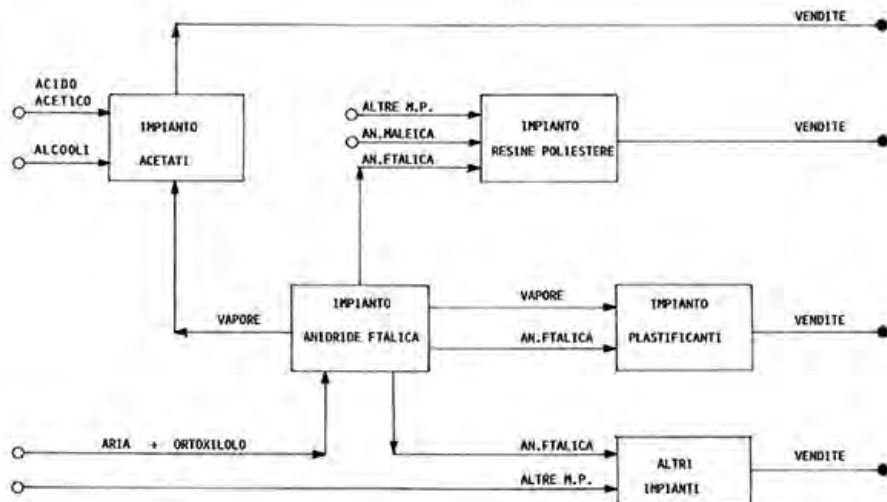 VENDITE
ACIDO
ACETICO
ALCOOLI
IMPIANTO
ACETATI
ALTRE M.P.
AN.MALEICA
AN.FTALICA
IMPIANTO
RESINE POLIESTERE
VENDITE
VAPORE
IMPIANTO
ANIDRIDE FTALICA
VAPORE
AN.FTALICA
IMPIANTO
PLASTIFICANTI
VENDITE
ARIA + ORTOXILOLO
AN.FTALICA
ALTRE M.P.
ALTRI
IMPIANTI
VENDITE